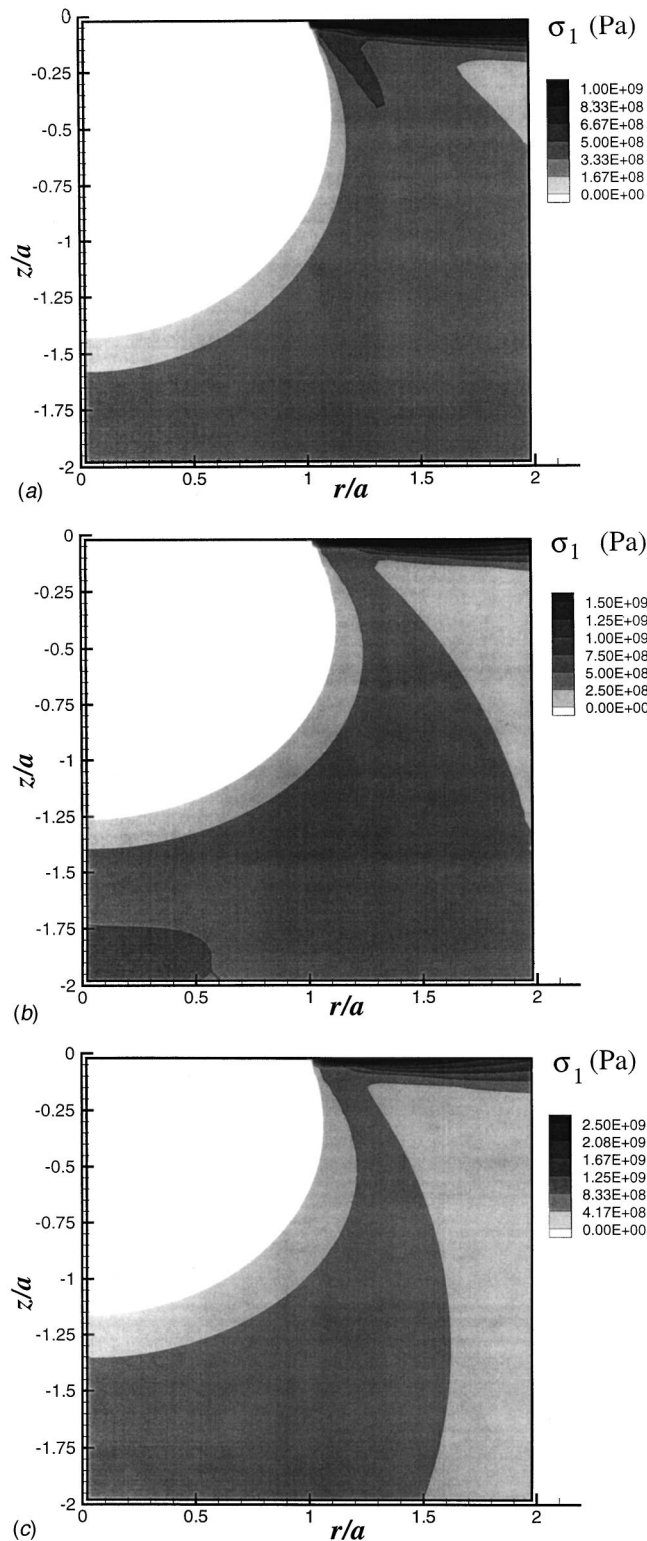 σ1 (Pa)
1.00E+09
8.33E+08
6.67E+08
5.00E+08
3.33E+08
1.67E+08
0.00E+00
0
-0.25
-0.5
-0.75
-1
-1.25
-1.5
-1.75
-2
z/a
0
0.5
1
1.5
2
r/a
(a)
σ1 (Pa)
1.50E+09
1.25E+09
1.00E+09
7.50E+08
5.00E+08
2.50E+08
0.00E+00
0
-0.25
-0.5
-0.75
-1
-1.25
-1.5
-1.75
-2
z/a
0
0.5
1
1.5
2
r/a
(b)
σ1 (Pa)
2.50E+09
2.08E+09
1.67E+09
1.25E+09
8.33E+08
4.17E+08
0.00E+00
0
-0.25
-0.5
-0.75
-1
-1.25
-1.5
-1.75
-2
z/a
0
0.5
1
1.5
2
r/a
(c)